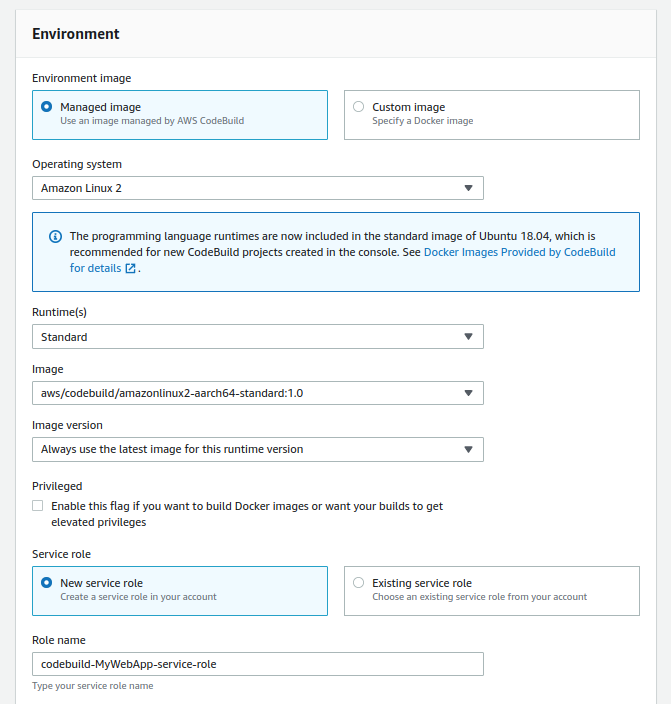 Environment
Environment image
Managed image
Use an image managed by AWS CodeBuild
Custom image
Specify a Docker image
Operating system
Amazon Linux 2
The programming language runtimes are now included in the standard image of Ubuntu 18.04, which is
recommended for new CodeBuild projects created in the console. See Docker Images Provided by CodeBuild
for details .
Runtime(s)
Standard
Image
aws/codebuild/amazonlinux2-aarch64-standard:1.0
Image version
Always use the latest image for this runtime version
Privileged
Enable this flag if you want to build Docker images or want your builds to get
elevated privileges
Service role
New service role
Create a service role in your account
Existing service role
Choose an existing service role from your account
Role name
codebuild-MyWebApp-service-role
Type your service role name